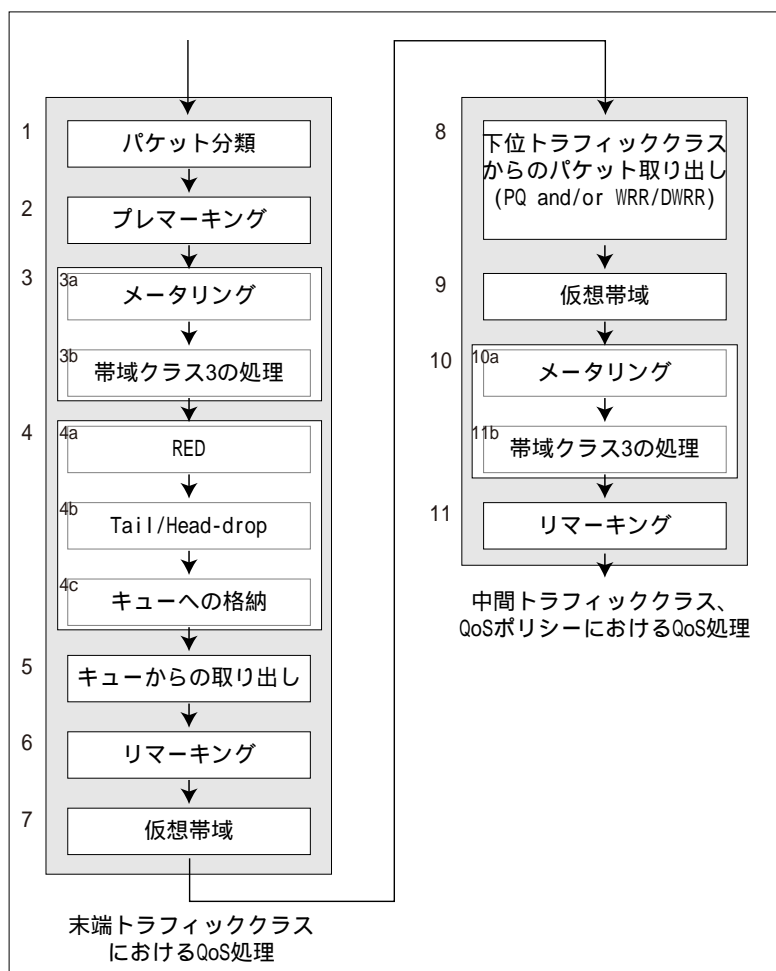 1
パケット分類
2
プレマーキング
3
3a
メータリング
3b
帯域クラス3の処理
4
4a
RED
4b
Tail/Head-drop
4c
キューへの格納
5
キューからの取り出し
6
リマーキング
7
仮想帯域
末端トラフィッククラス
におけるQoS処理
8
下位トラフィッククラス
からのパケット取り出し
(PQ and/or WRR/DWRR)
9
仮想帯域
10
10a
メータリング
11b
帯域クラス3の処理
11
リマーキング
中間トラフィッククラス、
QoSポリシーにおけるQoS処理